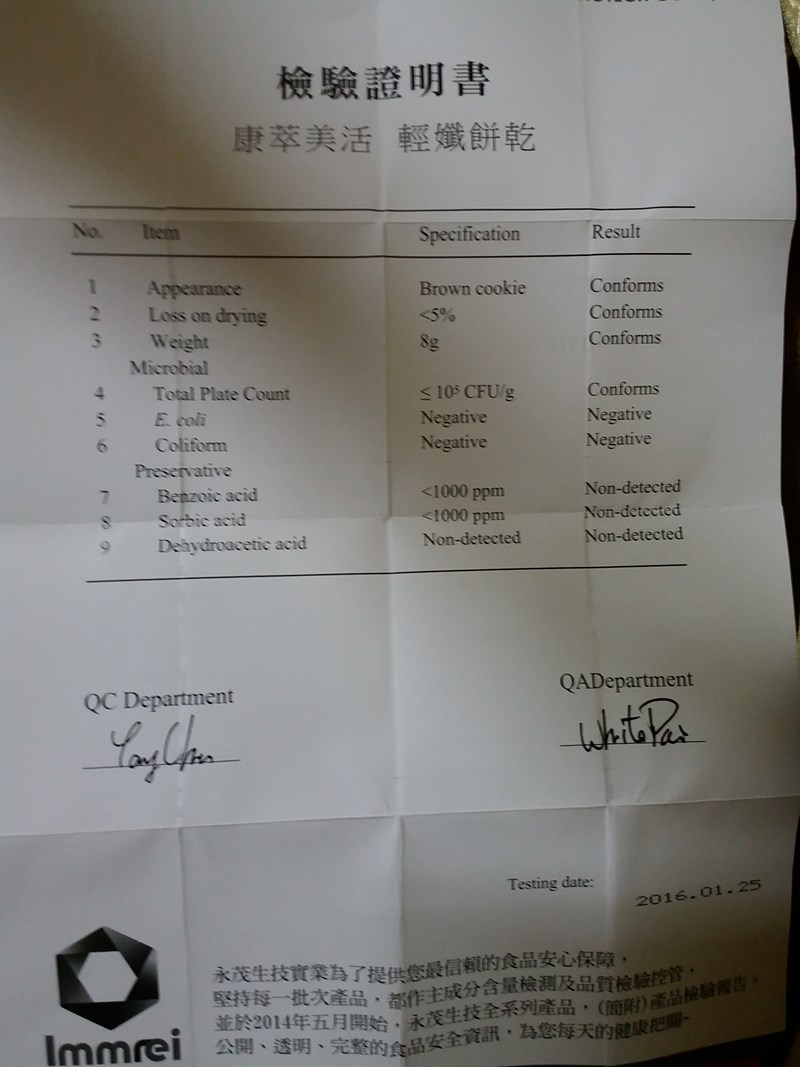 檢驗證明書
康萃美活 輕孅餅乾
No. Item Specification Result
1 Appearance Brown cookie Conforms
2 Loss on drying <5% Conforms
3 Weight 8g Conforms
Microbial
4 Total Plate Count ≤ 10⁵ CFU/g Conforms
5 E. coli Negative Negative
6 Coliform Negative Negative
Preservative
7 Benzoic acid <1000 ppm Non-detected
8 Sorbic acid <1000 ppm Non-detected
9 Dehydroacetic acid Non-detected Non-detected
QC Department QADepartment
White Pai
Testing date: 2016.01.25
永茂生技實業為了提供您最信賴的食品安心保障，
堅持每一批次產品，都作主成分含量檢測及品質檢驗控管，
並於2014年五月開始，永茂生技全系列產品，(簡附)產品檢驗報告，
公開、透明、完整的食品安全資訊，為您每天的健康把關~
Immrei